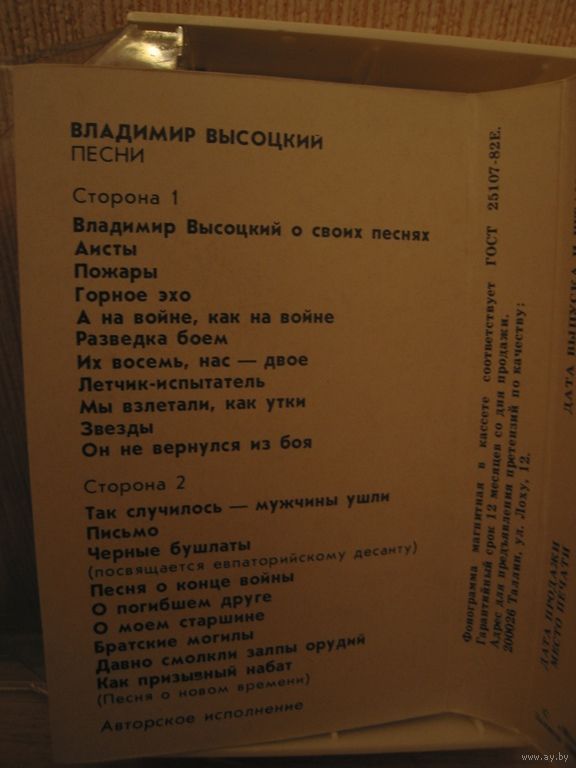 ВЛАДИМИР ВЫСОЦКИЙ
ПЕСНИ
Сторона 1
Владимир Высоцкий о своих песнях
Аисты
Пожары
Горное эхо
А на войне, как на войне
Разведка боем
Их восемь, нас — двое
Летчик-испытатель
Мы взлетали, как утки
Звезды
Он не вернулся из боя
Сторона 2
Так случилось — мужчины ушли
Письмо
Черные бушлаты
(посвящается евпаторийскому десанту)
Песня о конце войны
О погибшем друге
О моем старшине
Братские могилы
Давно смолкли залпы орудий
Как призывный набат
(Песня о новом времени)
Авторское исполнение
Фонограмма магнитная в кассете соответствует ГОСТ 25107-82Е.
Гарантийный срок 12 месяцев со дня продажи.
Адрес для предъявления претензий по качеству:
200026 Таллин, ул. Лоху, 12.
ДАТА ВЫПУСКА И
ДАТА ПРОДАЖИ
МЕСТО ПЕЧАТИ
www.ay.by